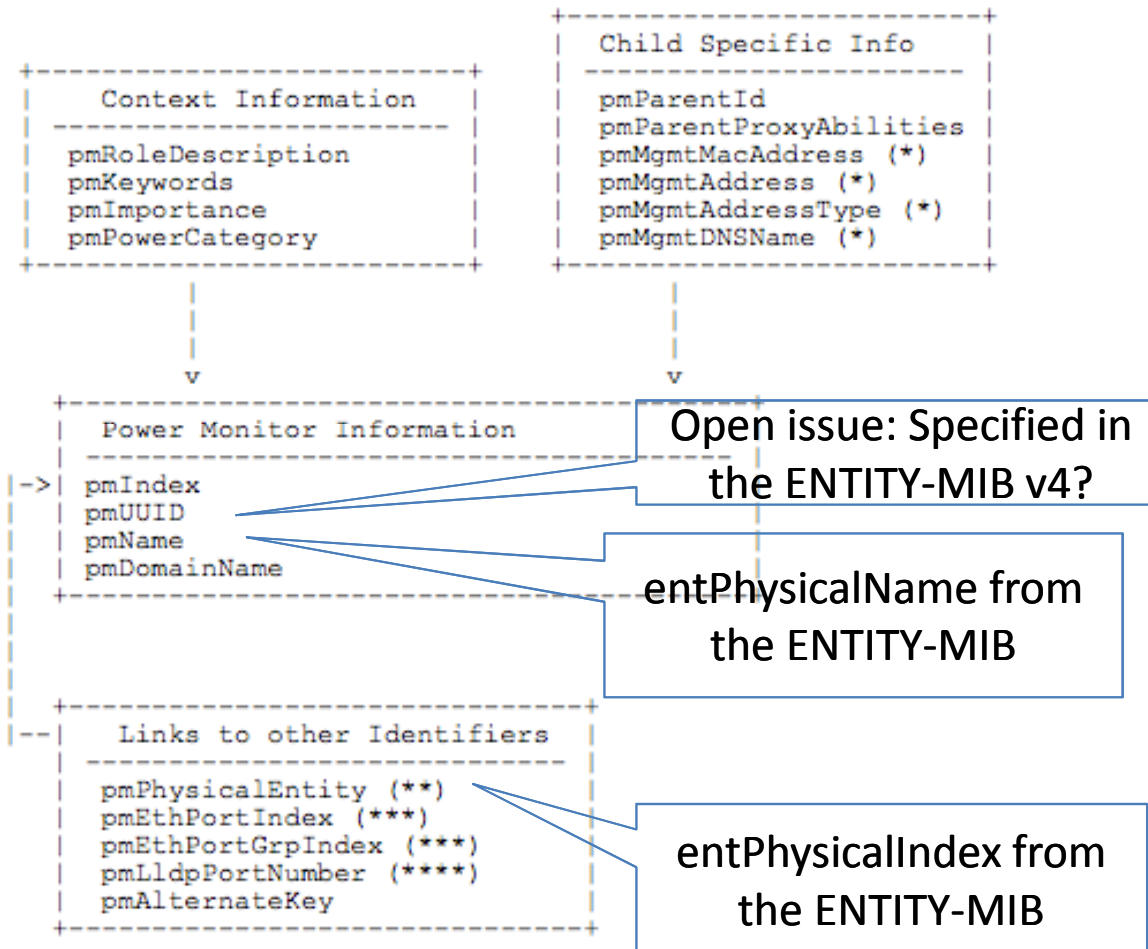 Child Specific Info
pmParentId
pmParentProxyAbilities
pmMgmtMacAddress (*)
pmMgmtAddress (*)
pmMgmtAddressType (*)
pmMgmtDNSName (*)
Context Information
pmRoleDescription
pmKeywords
pmImportance
pmPowerCategory
Power Monitor Information
pmIndex
pmUUID
pmName
pmDomainName
Open issue: Specified in
the ENTITY-MIB v4?
entPhysicalName from
the ENTITY-MIB
Links to other Identifiers
pmPhysicalEntity (**)
pmEthPortIndex (***)
pmEthPortGrpIndex (***)
pmLldpPortNumber (****)
pmAlternateKey
entPhysicalIndex from
the ENTITY-MIB